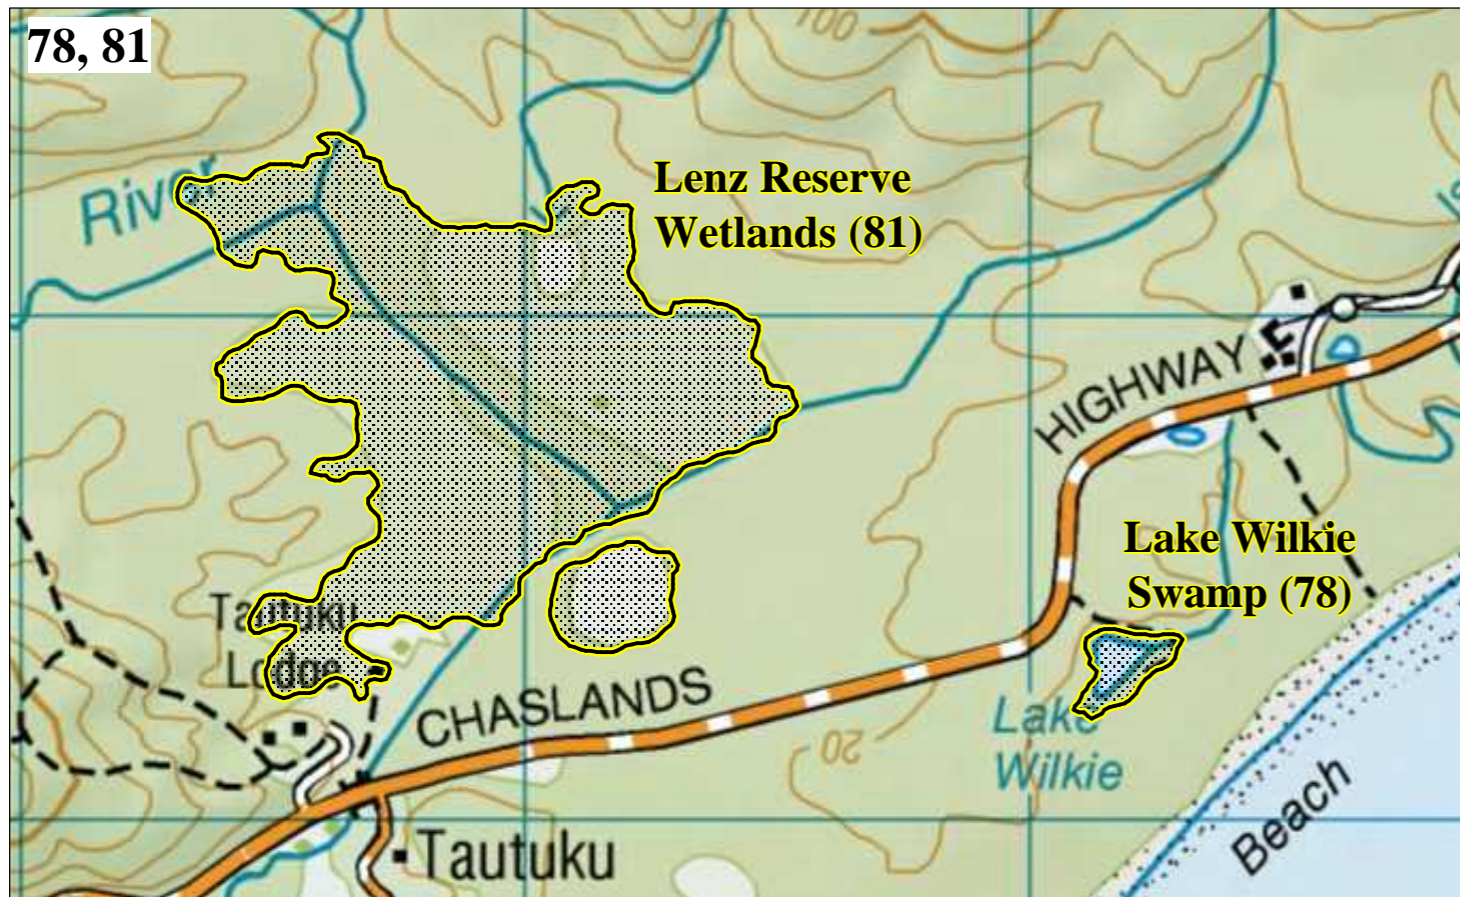 78, 81
100
River
Lenz Reserve
Wetlands (81)
HIGHWAY
Lake Wilkie
Swamp (78)
Tautuku
Lodge
CHASLANDS
Lake
Wilkie
20
Beach
Tautuku